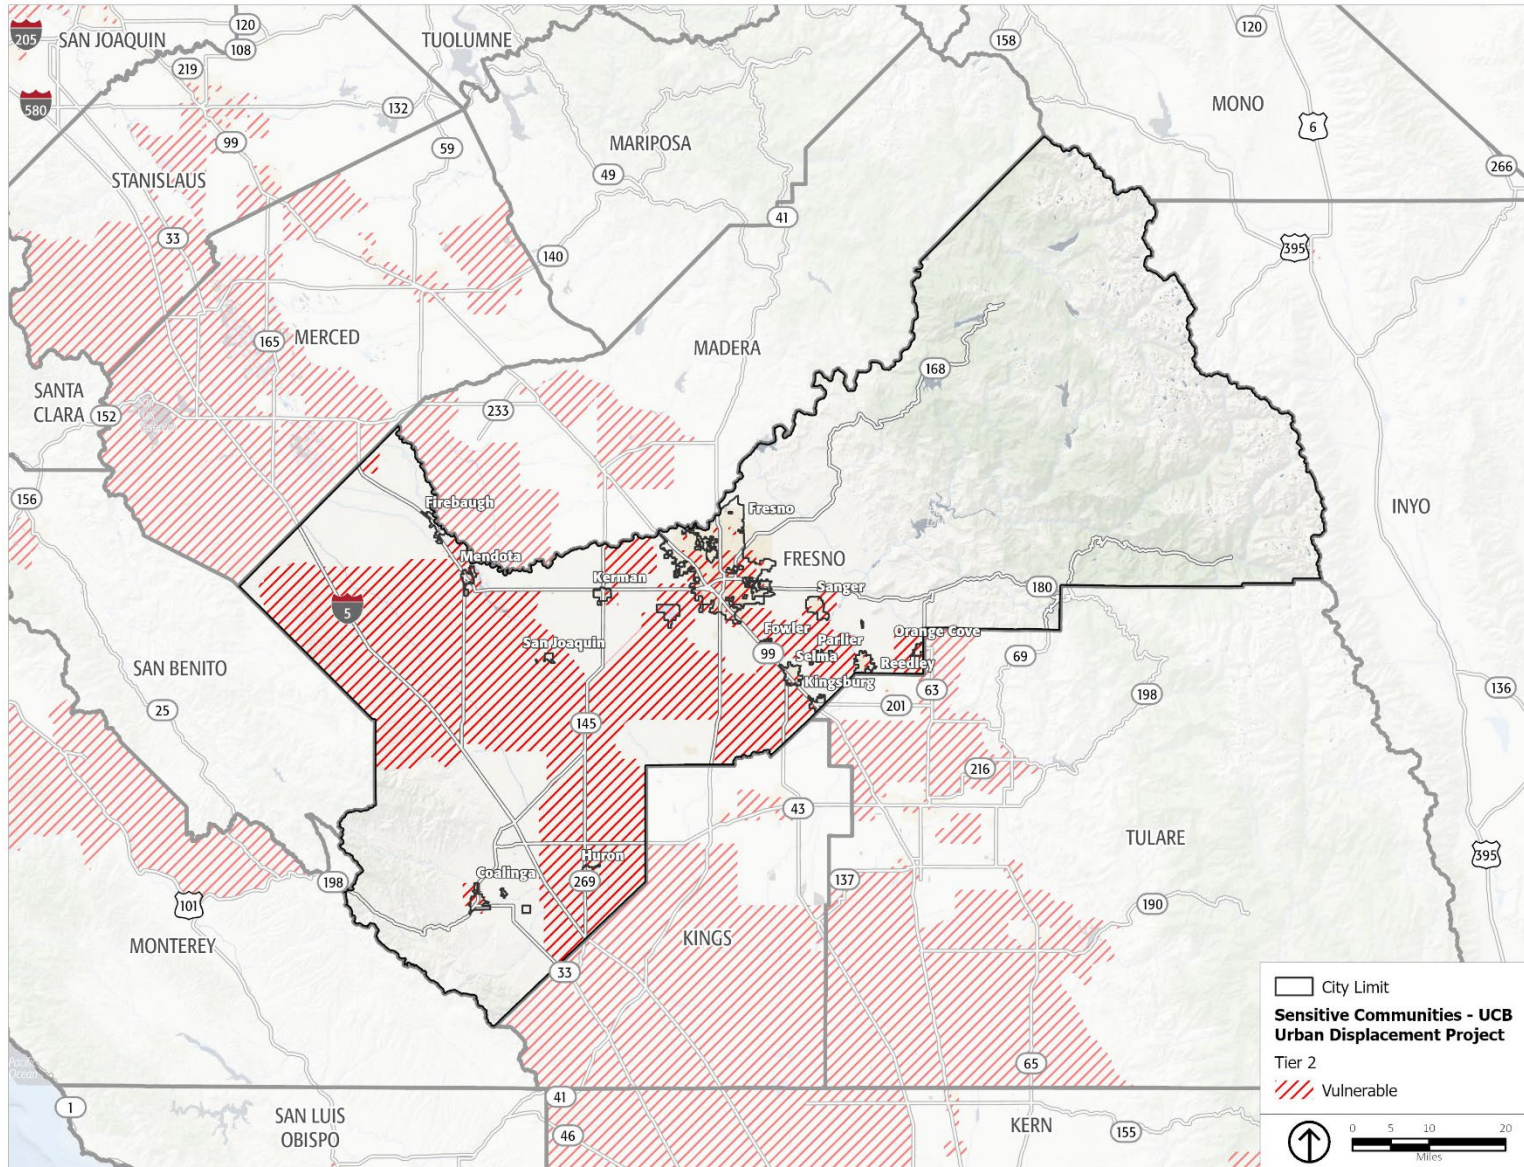 205
SAN JOAQUIN
120
108
219
TUOLUMNE
158
120
580
132
99
59
MARIPOSA
MONO
6
STANISLAUS
49
266
33
41
395
140
165
MERCED
MADERA
168
SANTA
CLARA
152
233
156
Firebaugh
Fresno
INYO
Mendota
FRESNO
Kerman
Sanger
180
5
San Joaquin
Fowler
Parlier
Orange Cove
99
Selma
Reedley
69
SAN BENITO
Kingsburg
63
198
136
25
145
201
216
43
TULARE
Huron
395
Coalinga
198
269
137
101
190
MONTEREY
KINGS
33
65
1
41
SAN LUIS
OBISPO
46
KERN
155
City Limit
Sensitive Communities - UCB
Urban Displacement Project
Tier 2
Vulnerable
0 5 10 20
Miles